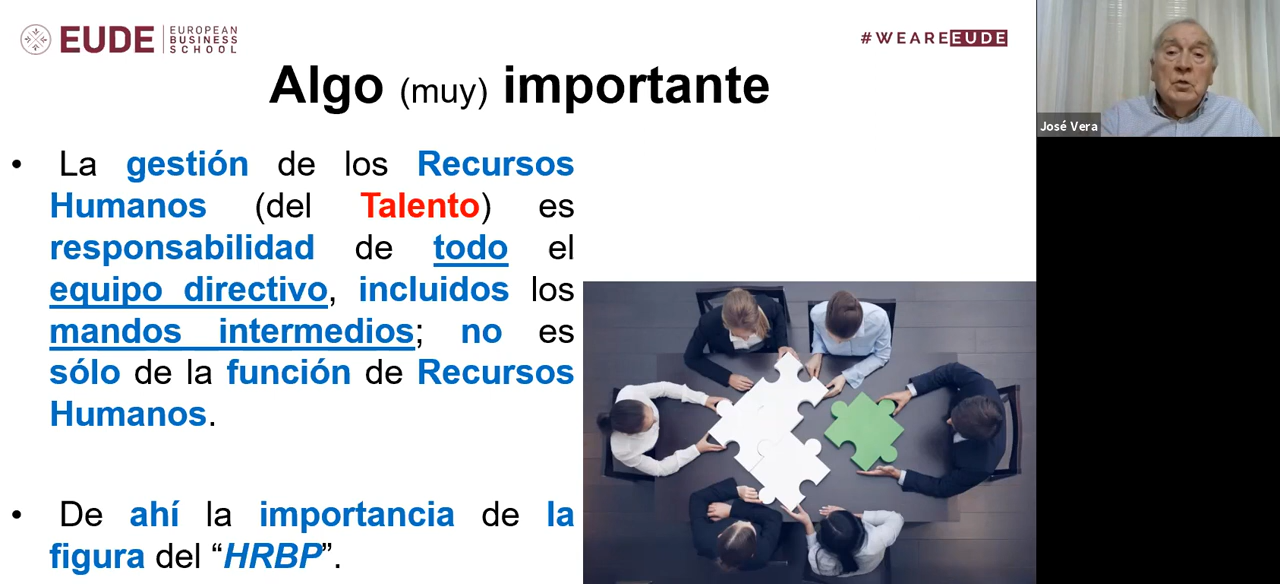 EUDE EUROPEAN
BUSINESS
SCHOOL
#WEAREEUDE
Algo (muy) importante
• La gestión de los Recursos
Humanos (del Talento) es
responsabilidad de todo el
equipo directivo, incluidos los
mandos intermedios; no es
sólo de la función de Recursos
Humanos.
• De ahí la importancia de la
figura del “HRBP”.
José Vera